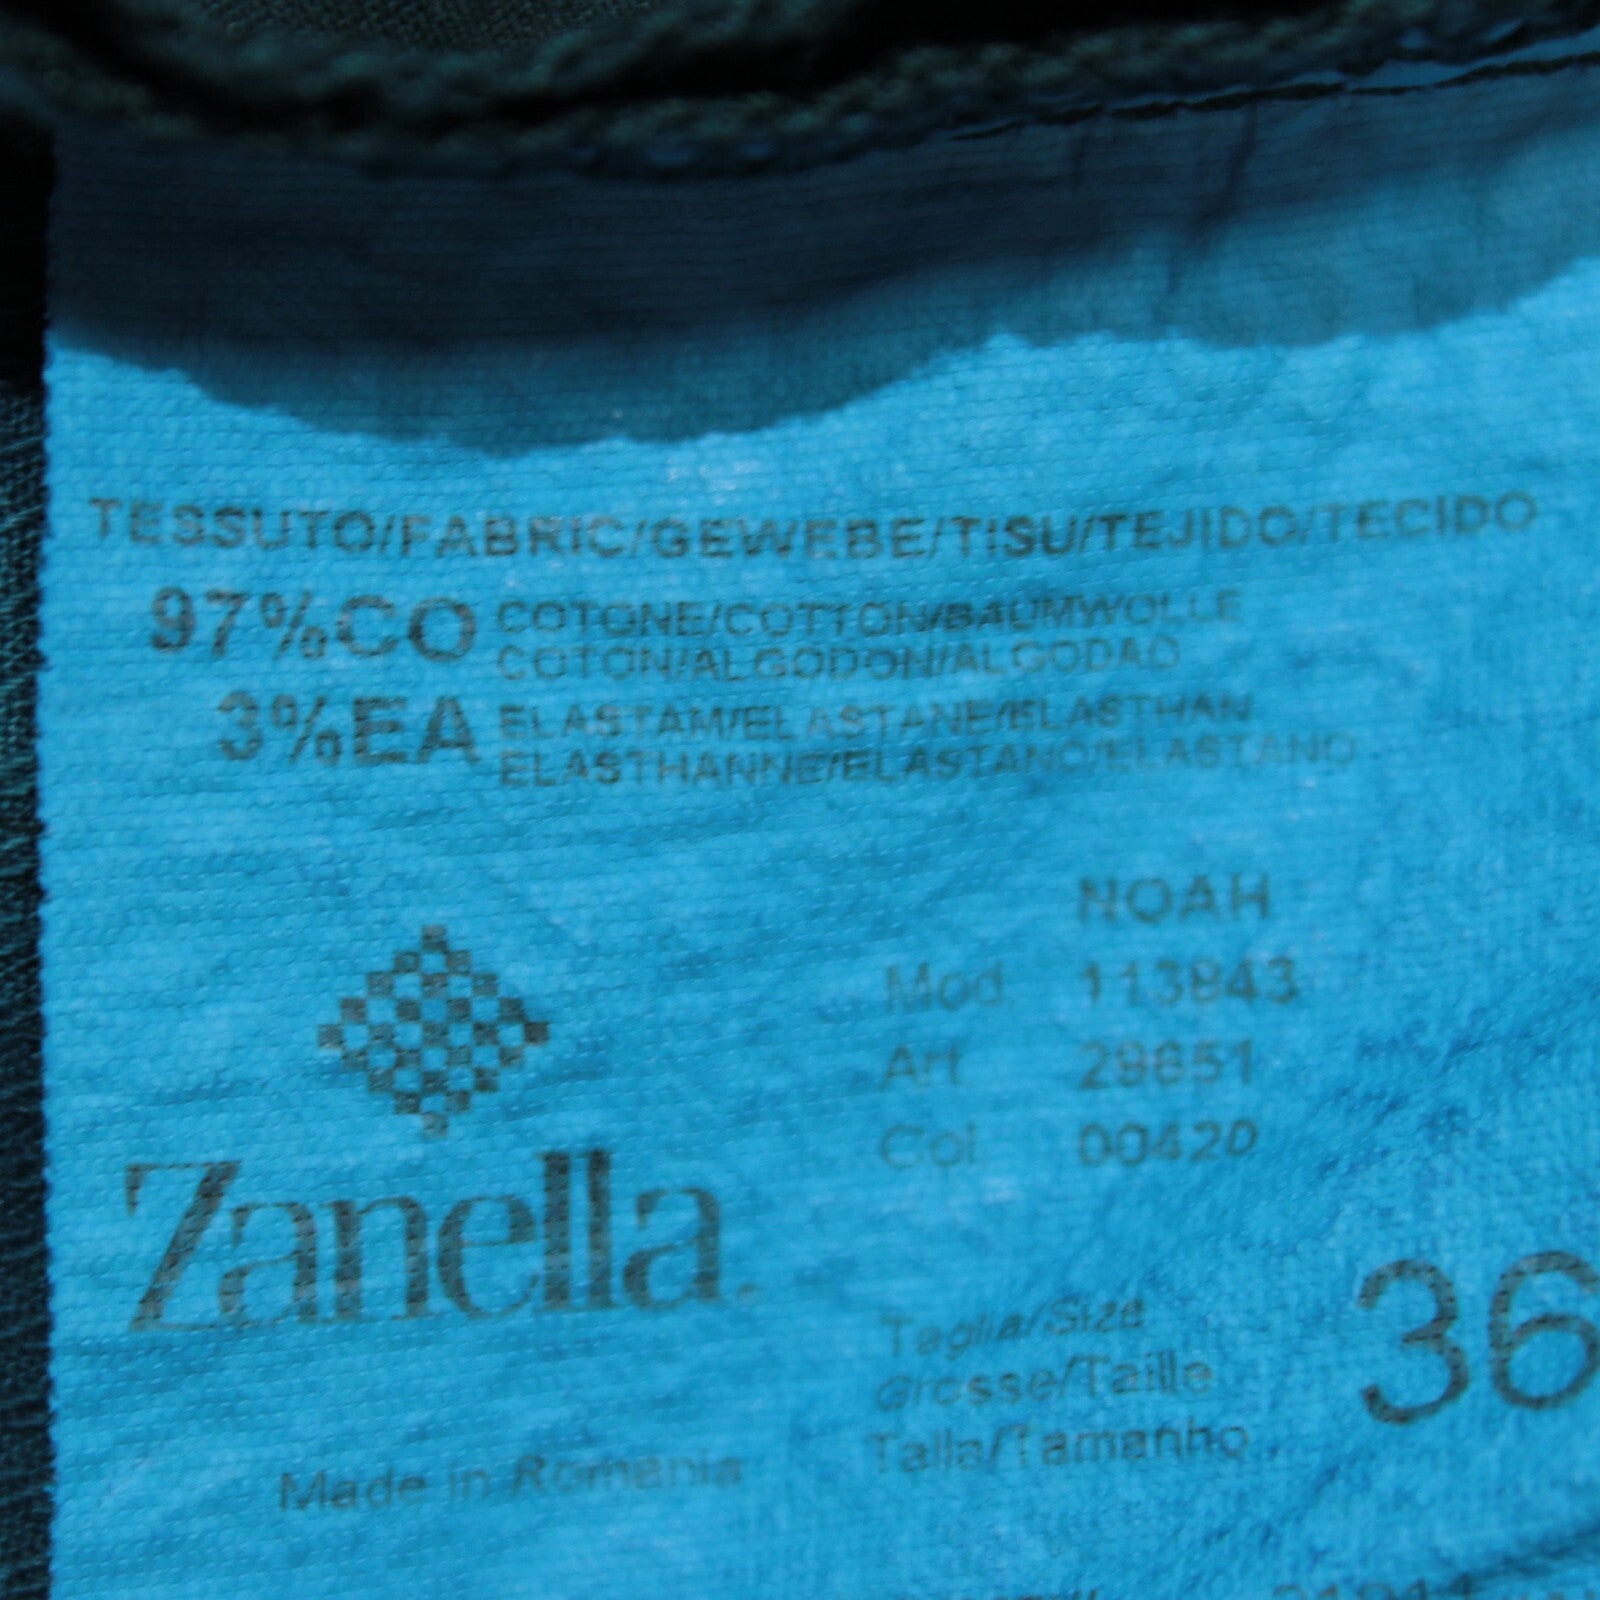 TESSUTO/FABRIC/GEWEBE/TISU/TEJIDO/TECIDO
97%CO COTONE/COTTON/BAUMWOLLE
COTON/ALGODON/ALGODAO
3%EA ELASTAM/ELASTANE/ELASTHAN
ELASTHANNE/ELASTANO/ELASTANO
NOAH
Mod 113843
Art 29851
Col 00420
Zanella
Taglia/Size
Grosse/Taille
Talla/Tamanho
36
Made in Romania